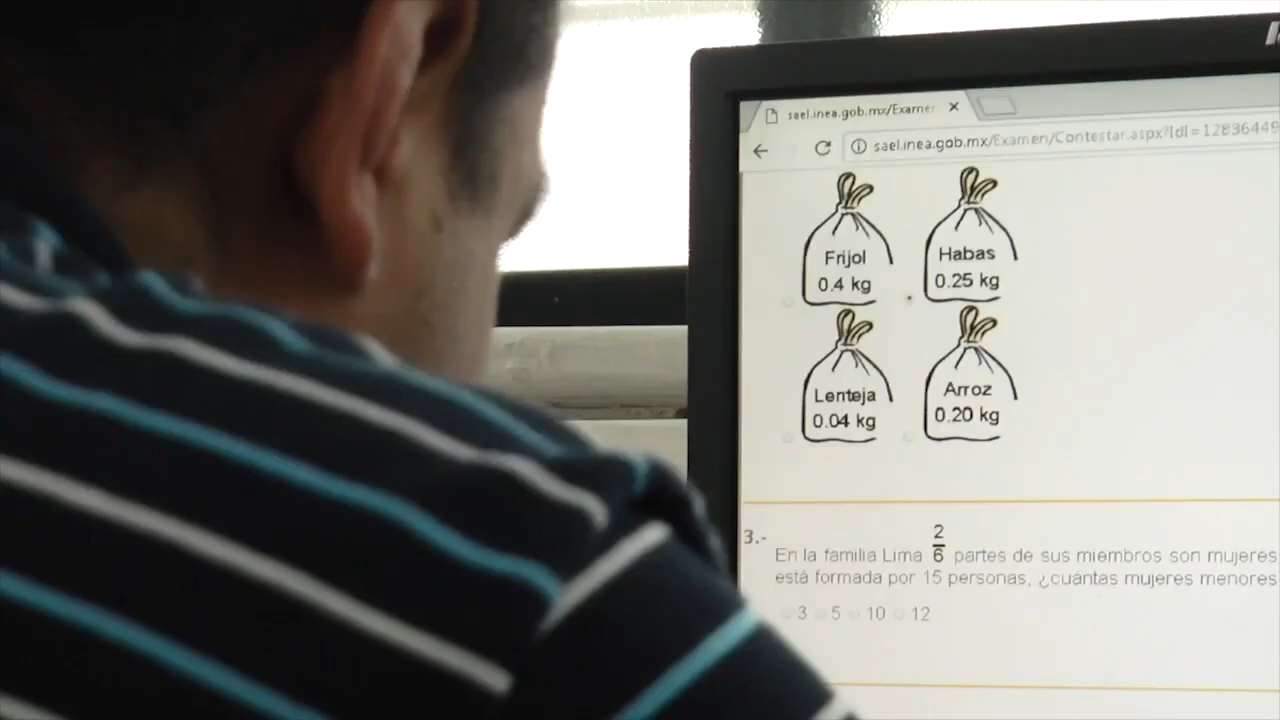 sael.inea.gob.mx/Examen
sael.inea.gob.mx/Examen/Contestar.aspx?IdI=12836449
Frijol
0.4 kg
Habas
0.25 kg
Lenteja
0.04 kg
Arroz
0.20 kg
3.-
En la familia Lima 2/6 partes de sus miembros son mujeres
está formada por 15 personas, ¿cuántas mujeres menores
3 5 10 12